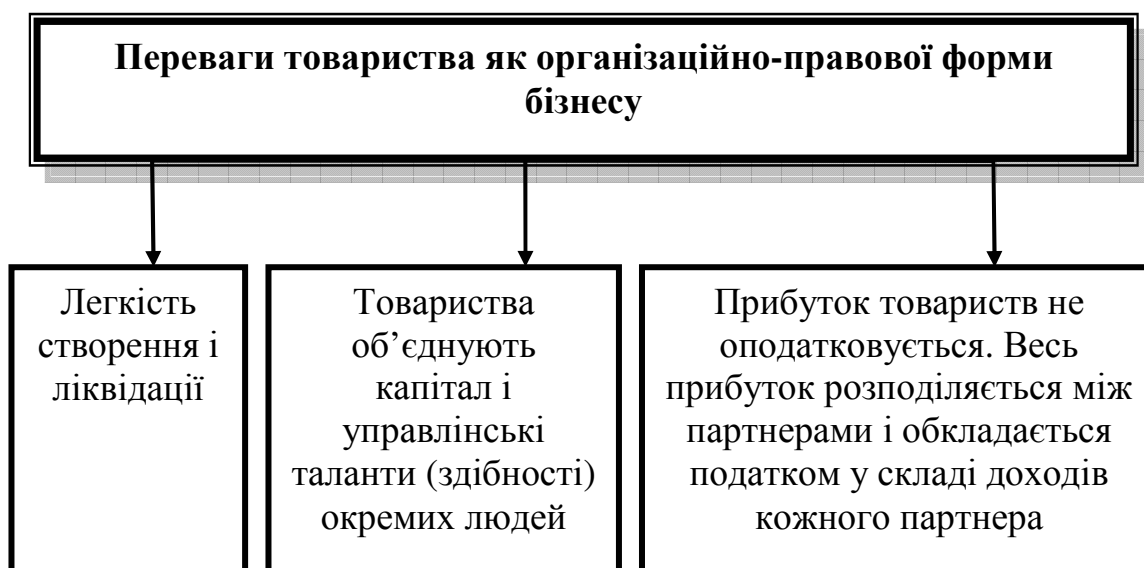 Переваги товариства як організаційно-правової форми
бізнесу
Легкість
створення і
ліквідації
Товариства
об’єднують
капітал і
управлінські
таланти (здібності)
окремих людей
Прибуток товариств не
оподатковується. Весь
прибуток розподіляється між
партнерами і обкладається
податком у складі доходів
кожного партнера